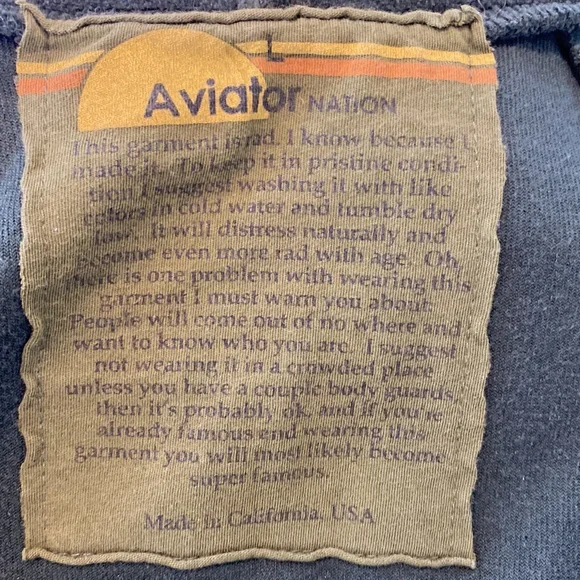 L
Aviator NATION
This garment is rad. I know because I
made it. To keep it in pristine condi-
tion I suggest washing it with like
colors in cold water and tumble dry
low. It will distress naturally and
become even more rad with age. Oh,
there is one problem with wearing this
garment I must warn you about:
People will come out of no where and
want to know who you are. I suggest
not wearing it in a crowded place
unless you have a couple body guards,
then it's probably ok. and if you're
already famous and wearing this
garment you will most likely become
super famous.
Made in California, USA